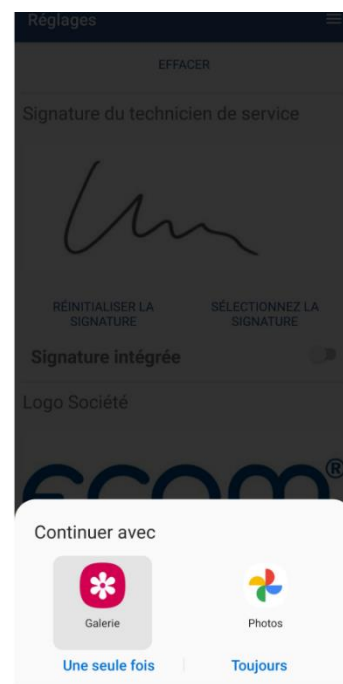 Réglages
EFFACER
Signature du technicien de service
RÉINITIALISER LA
SIGNATURE
SÉLECTIONNEZ LA
SIGNATURE
Signature intégrée
Logo Société
ecom®
Continuer avec
Galerie
Photos
Une seule fois
Toujours